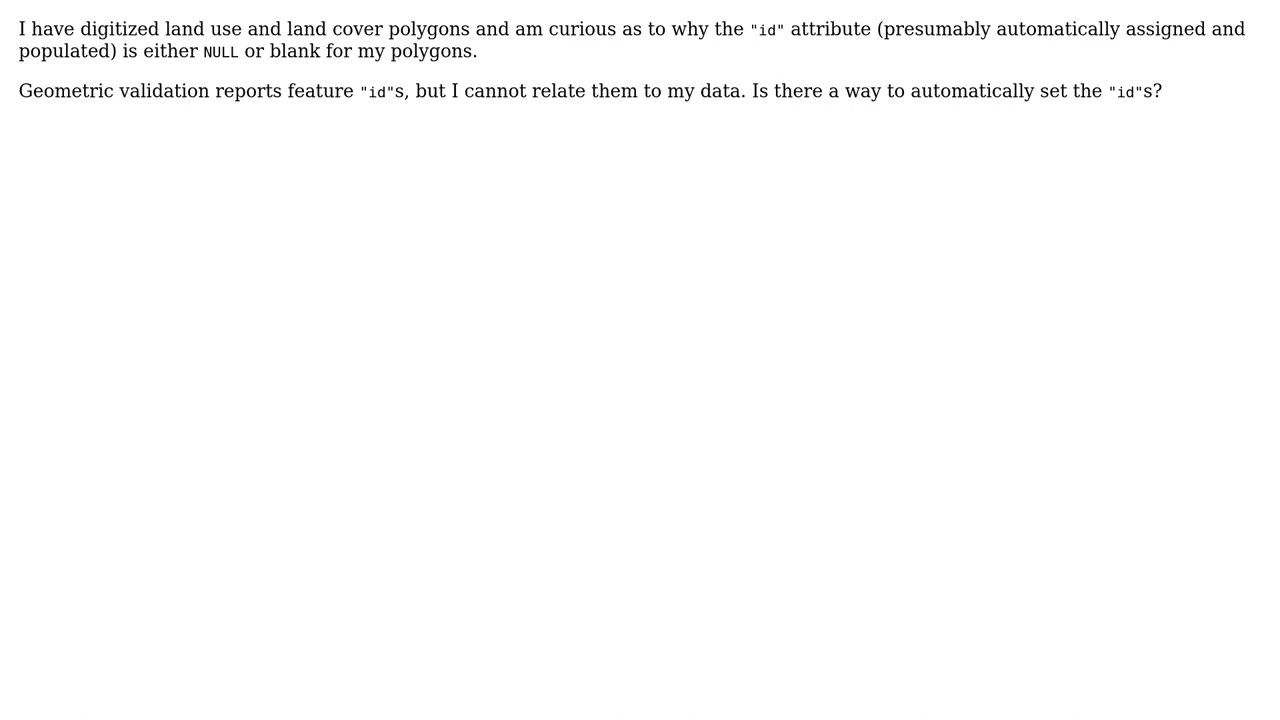 I have digitized land use and land cover polygons and am curious as to why the "id" attribute (presumably automatically assigned and
populated) is either NULL or blank for my polygons.
Geometric validation reports feature "id"s, but I cannot relate them to my data. Is there a way to automatically set the "id"s?